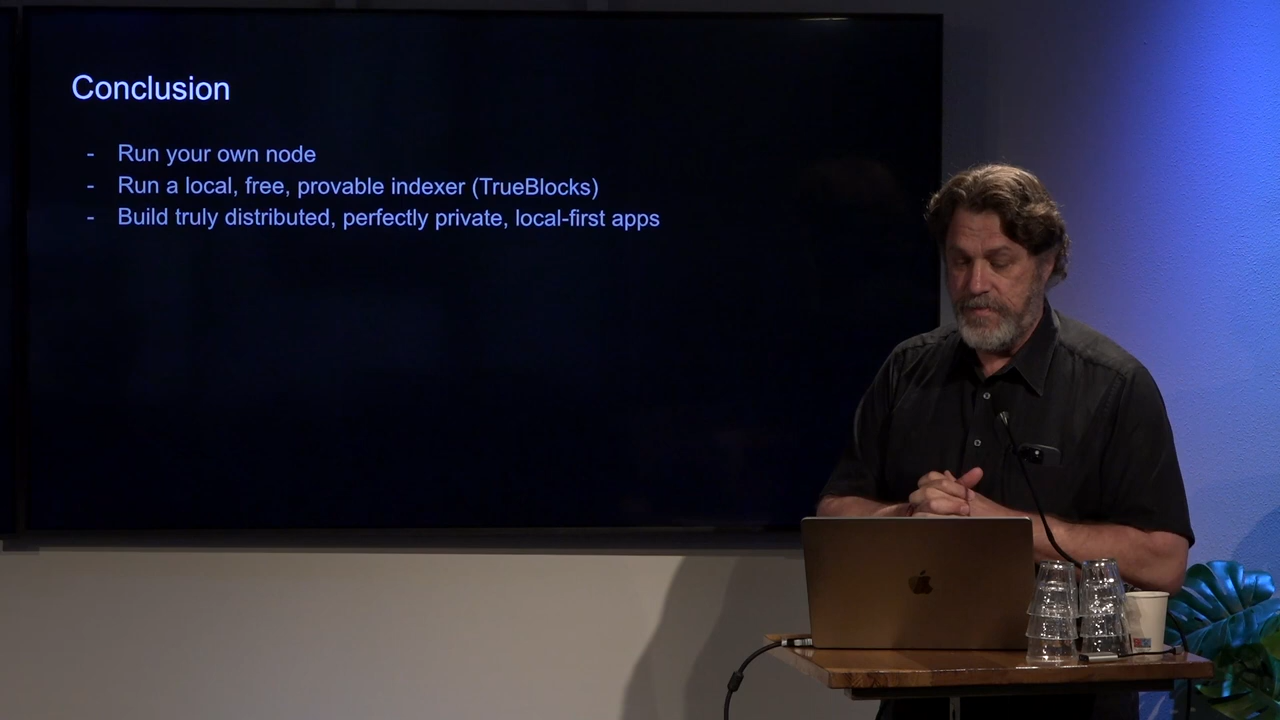 Conclusion
- Run your own node
- Run a local, free, provable indexer (TrueBlocks)
- Build truly distributed, perfectly private, local-first apps